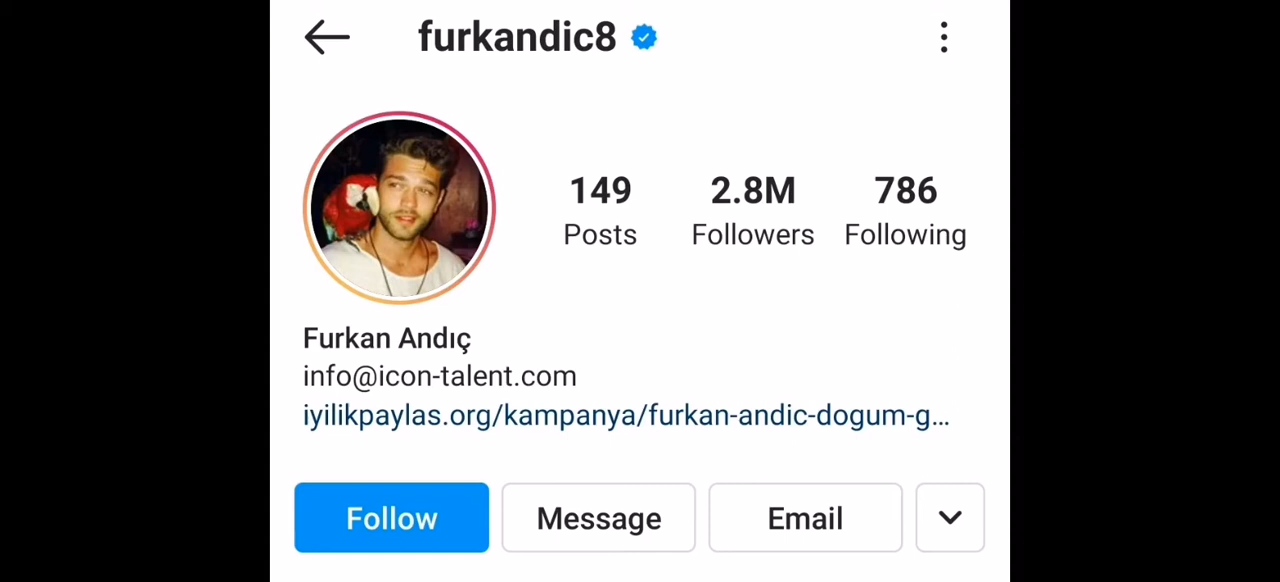 furkandic8
149 2.8M 786
Posts Followers Following
Furkan Andıç
info@icon-talent.com
iyilikpaylas.org/kampanya/furkan-andic-dogum-g...
Follow Message Email